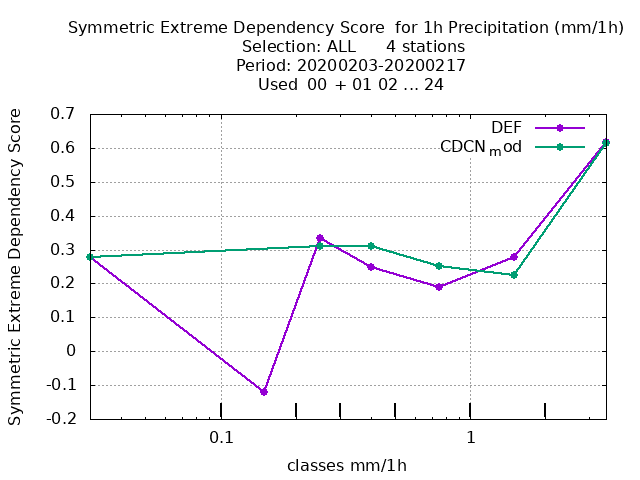 Symmetric Extreme Dependency Score  for 1h Precipitation (mm/1h)
Selection: ALL      4 stations
Period: 20200203-20200217
Used  00  + 01 02 ... 24
Symmetric Extreme Dependency Score
0.7
0.6
0.5
0.4
0.3
0.2
0.1
0
-0.1
-0.2
DEF
CDCNmod
0.1
1
classes mm/1h